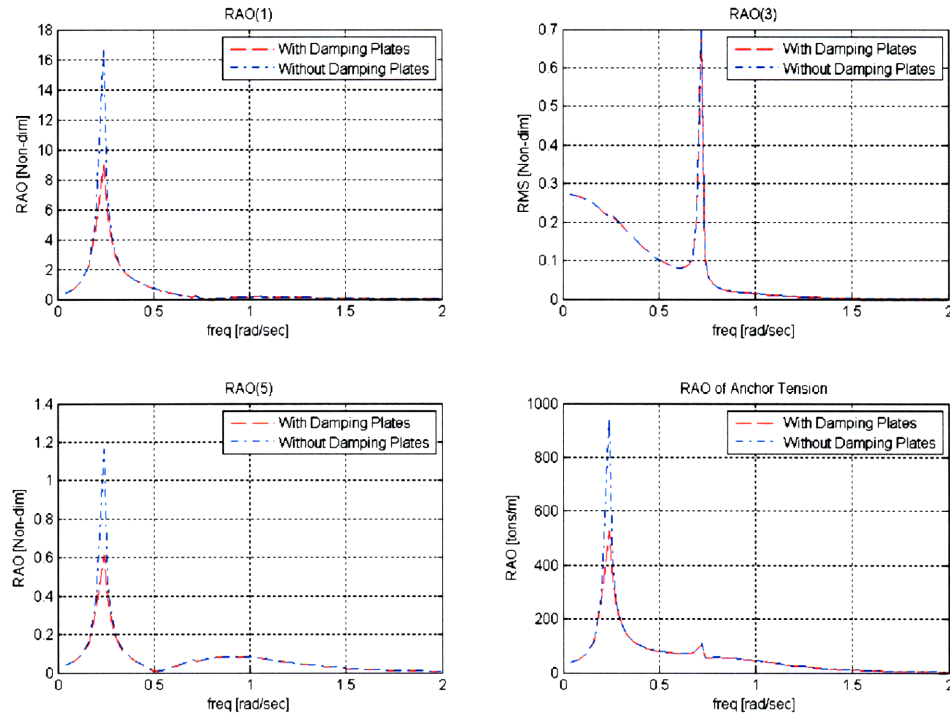 RAO(1)
18
16
14
12
10
8
6
4
2
0
RAO [Non-dim]
With Damping Plates
Without Damping Plates
0
0.5
1
1.5
2
freq [rad/sec]
RAO(3)
0.7
0.6
0.5
0.4
0.3
0.2
0.1
0
RMS [Non-dim]
With Damping Plates
Without Damping Plates
0
0.5
1
1.5
2
freq [rad/sec]
RAO(5)
1.4
1.2
1
0.8
0.6
0.4
0.2
0
RAO [Non-dim]
With Damping Plates
Without Damping Plates
0
0.5
1
1.5
2
freq [rad/sec]
RAO of Anchor Tension
1000
800
600
400
200
0
RAO [tons/m]
With Damping Plates
Without Damping Plates
0
0.5
1
1.5
2
freq [rad/sec]